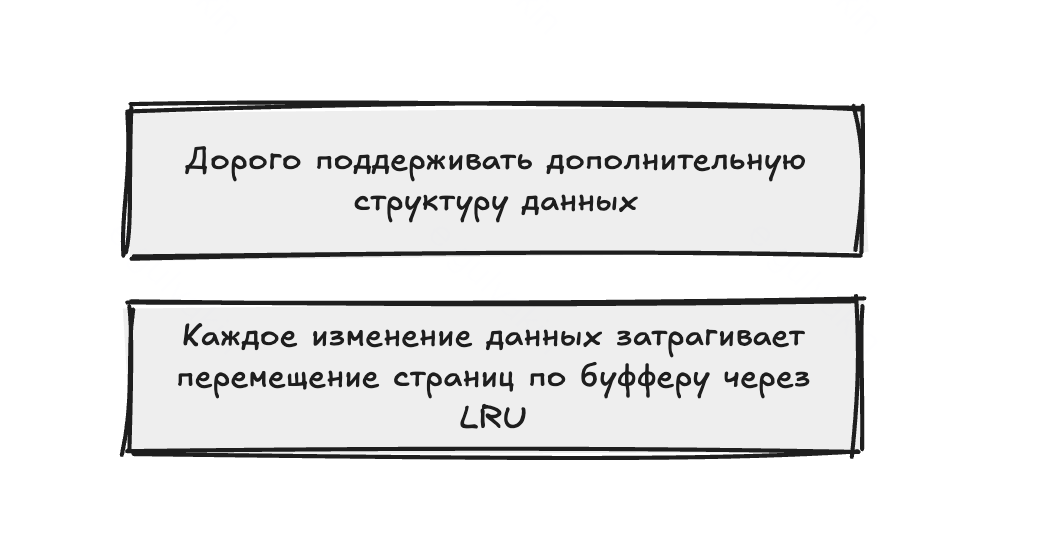 Дорого поддерживать дополнительную
структуру данных
Каждое изменение данных затрагивает
перемещение страниц по буфферу через
LRU